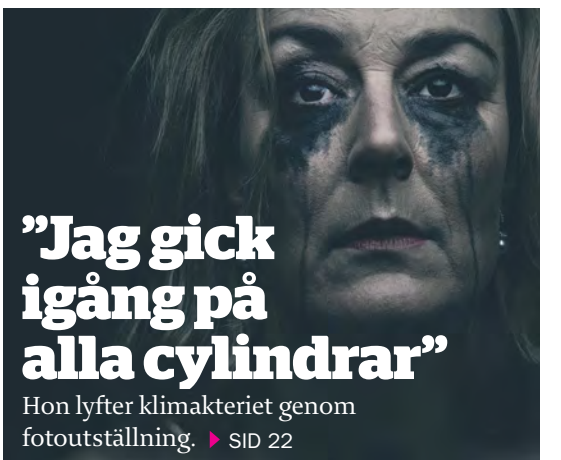 ”Jag gick
igång på
alla cylindrar”
Hon lyfter klimakteriet genom
fotoutställning. SID 22